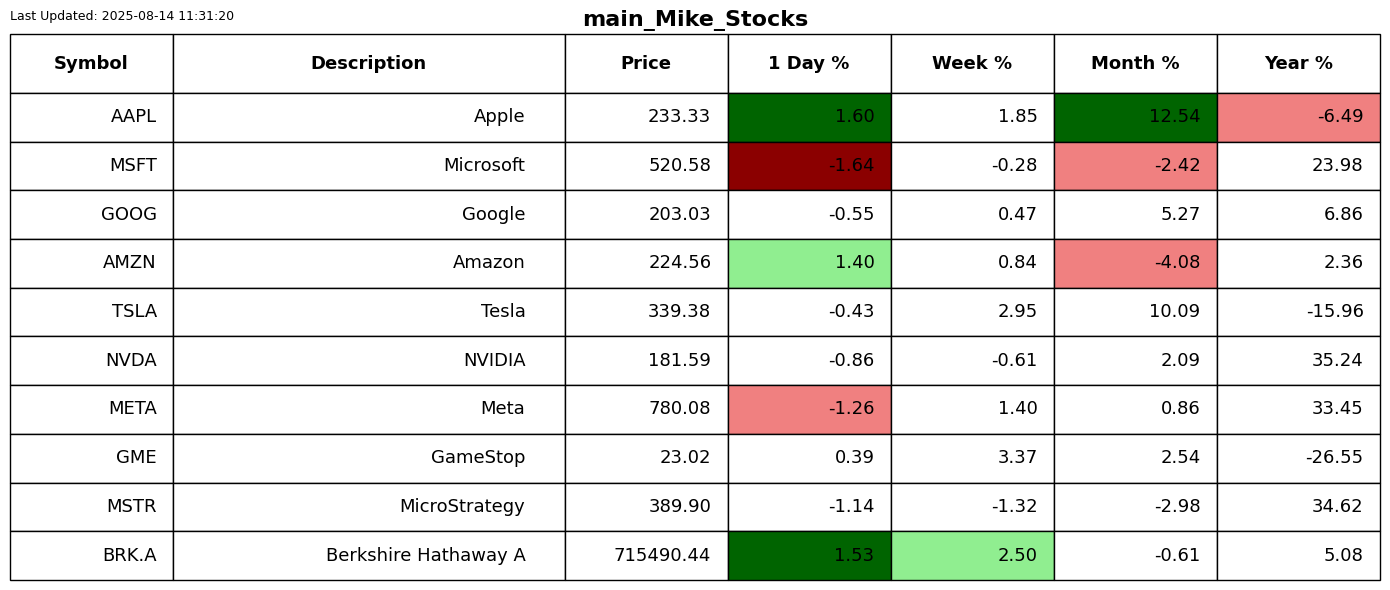 Last Updated: 2025-08-14 11:31:20
main_Mike_Stocks
Symbol Description Price 1 Day % Week % Month % Year %
AAPL Apple 233.33 1.60 1.85 12.54 -6.49
MSFT Microsoft 520.58 -1.64 -0.28 -2.42 23.98
GOOG Google 203.03 -0.55 0.47 5.27 6.86
AMZN Amazon 224.56 1.40 0.84 -4.08 2.36
TSLA Tesla 339.38 -0.43 2.95 10.09 -15.96
NVDA NVIDIA 181.59 -0.86 -0.61 2.09 35.24
META Meta 780.08 -1.26 1.40 0.86 33.45
GME GameStop 23.02 0.39 3.37 2.54 -26.55
MSTR MicroStrategy 389.90 -1.14 -1.32 -2.98 34.62
BRK.A Berkshire Hathaway A 715490.44 1.53 2.50 -0.61 5.08